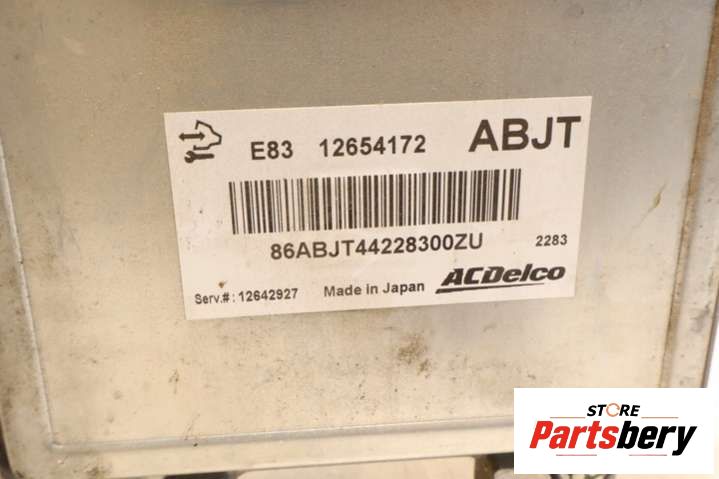 E83 12654172 ABJT
86ABJT44228300ZU 2283
Serv.#: 12642927 Made in Japan ACDelco
STORE
Partsbery